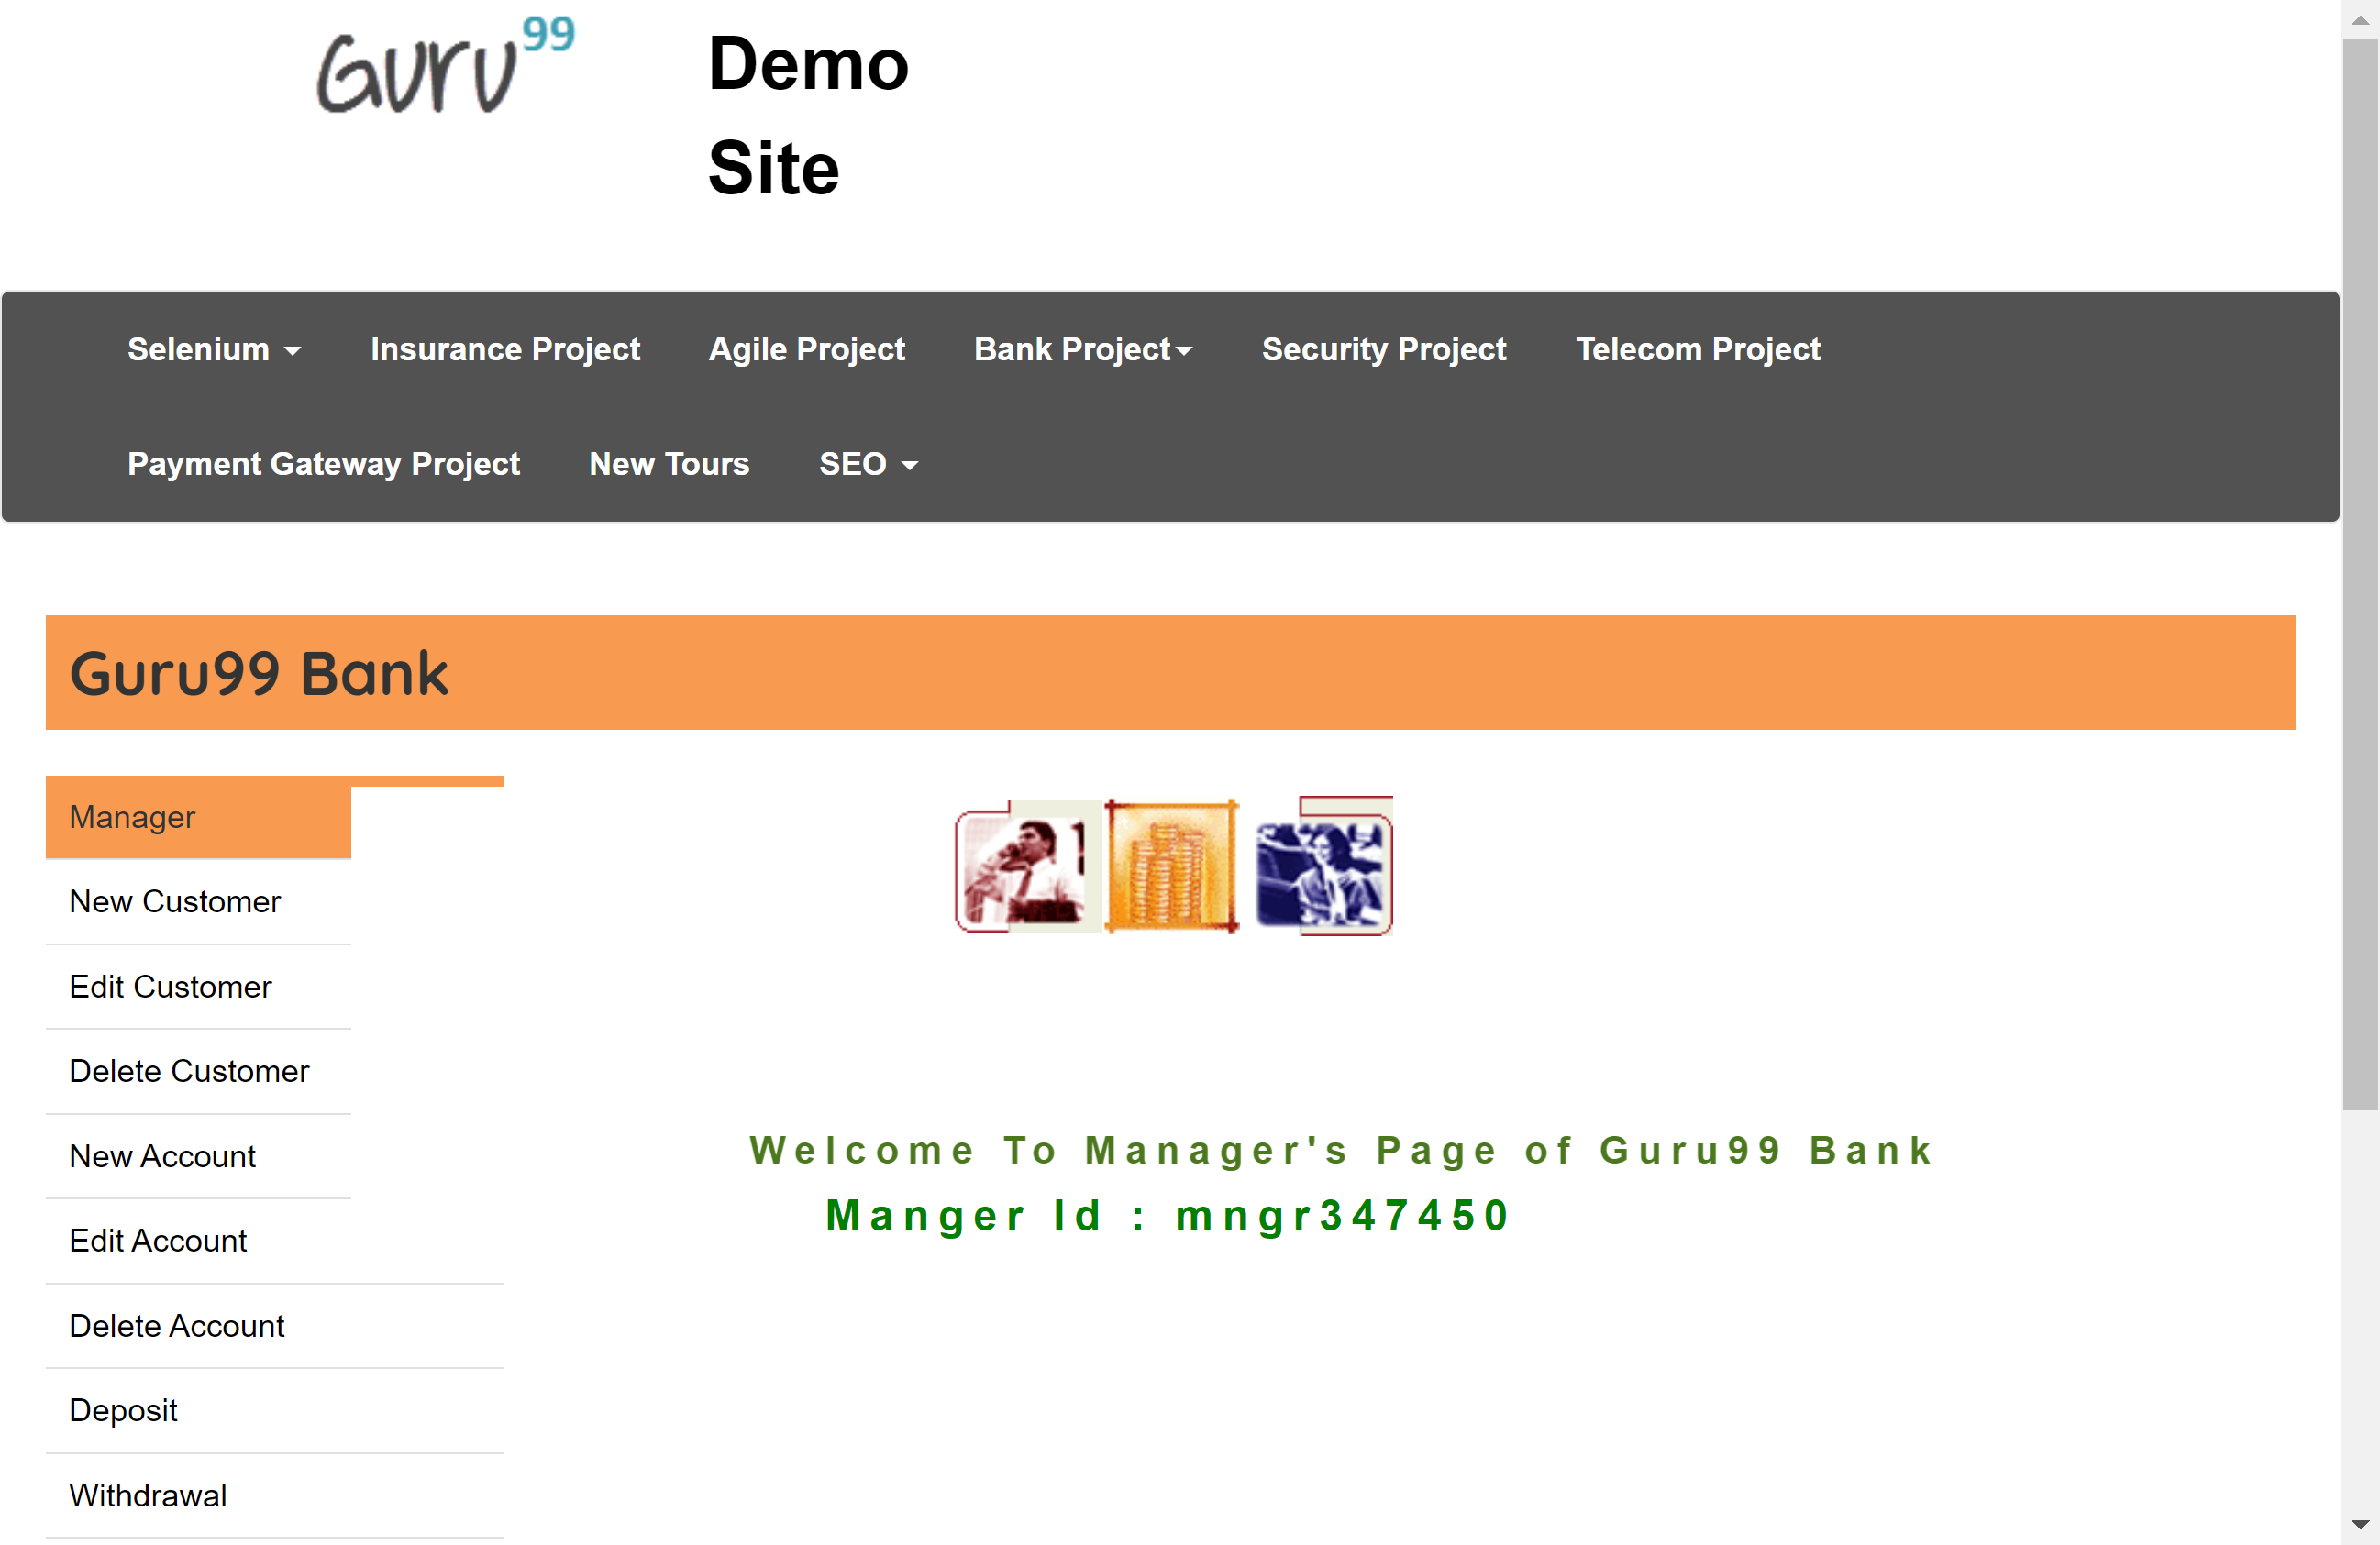 Guru99
Demo
Site
Selenium Insurance Project Agile Project Bank Project Security Project Telecom Project
Payment Gateway Project New Tours SEO
Guru99 Bank
Manager
New Customer
Edit Customer
Delete Customer
New Account
Edit Account
Delete Account
Deposit
Withdrawal
Welcome To Manager's Page of Guru99 Bank
Manger Id : mngr347450